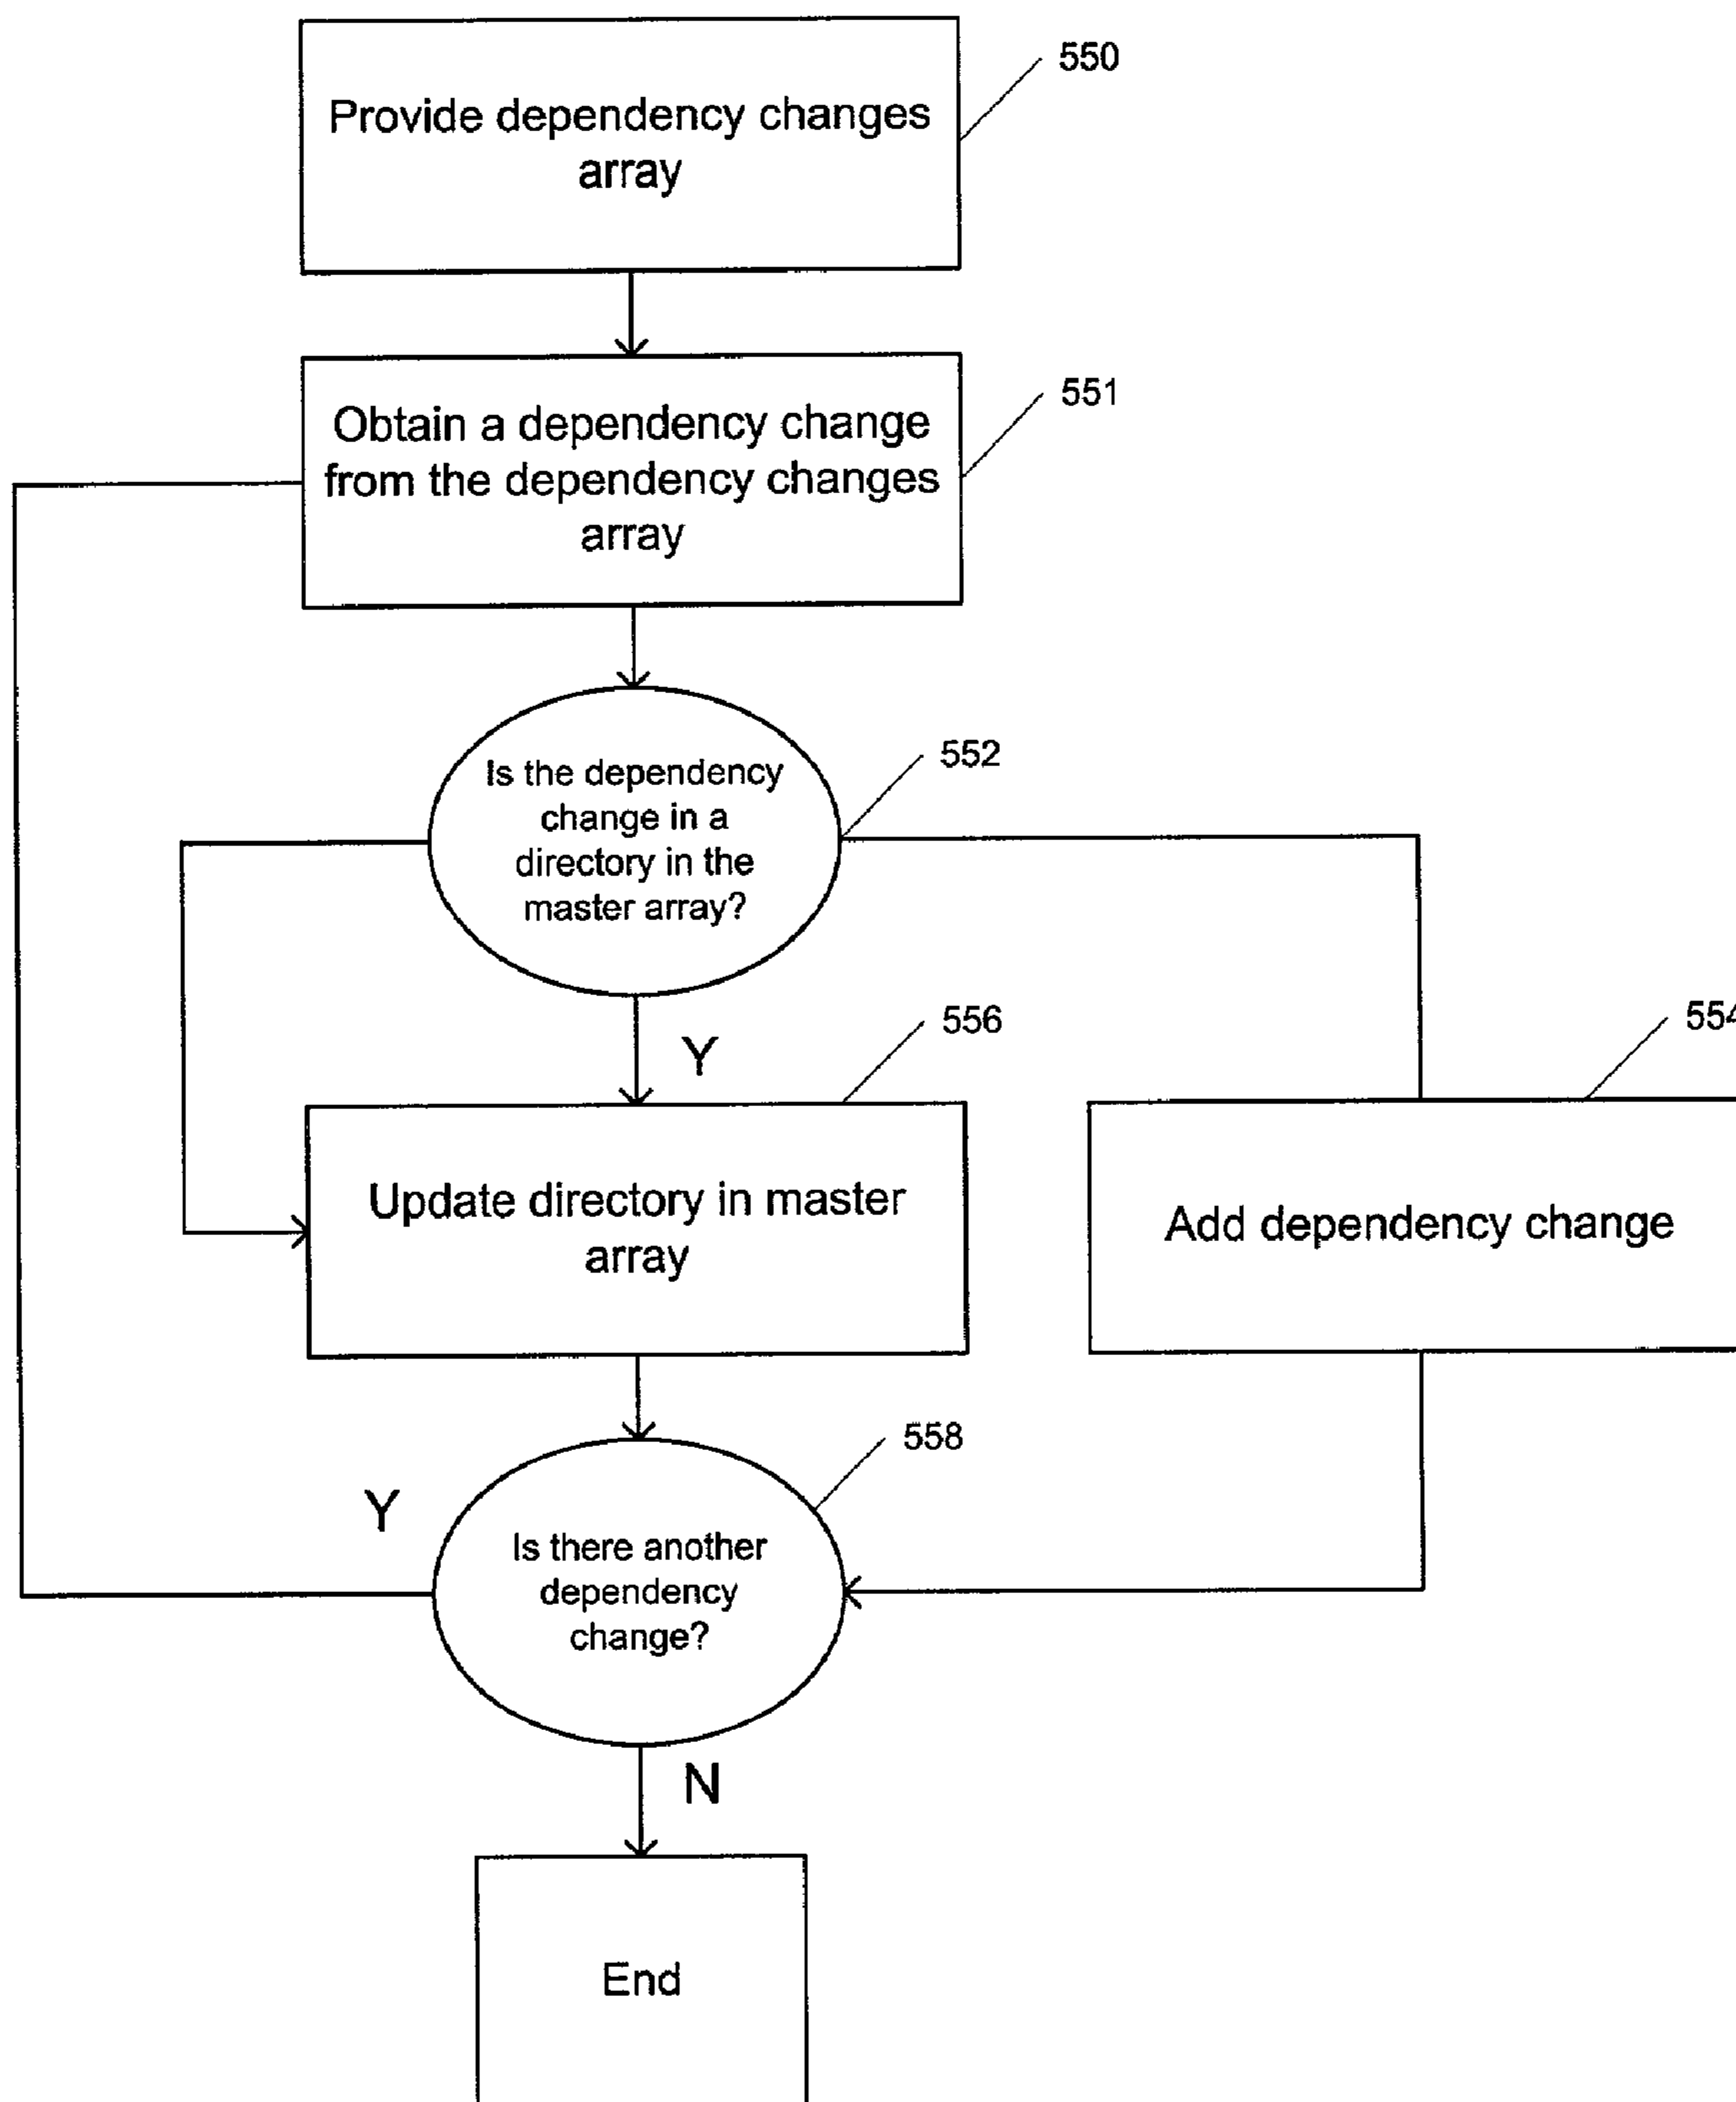 550
Provide dependency changes
array
551
Obtain a dependency change
from the dependency changes
array
552
Is the dependency
change in a
directory in the
master array?
Y
556
554
Update directory in master
array
Add dependency change
558
Y
Is there another
dependency
change?
N
End